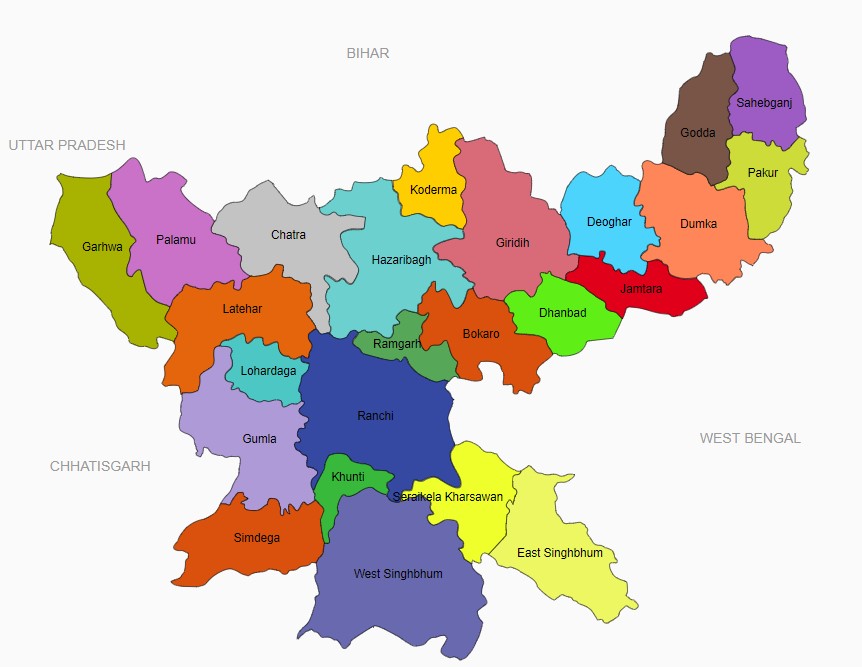 BIHAR
Sahebganj
Godda
UTTAR PRADESH
Pakur
Koderma
Deoghar
Dumka
Chatra
Palamu
Giridih
Garhwa
Hazaribagh
Jamtara
Latehar
Dhanbad
Bokaro
Ramgarh
Lohardaga
Ranchi
Gumla
WEST BENGAL
CHHATISGARH
Khunti
Seraikela Kharsawan
Simdega
East Singhbhum
West Singhbhum